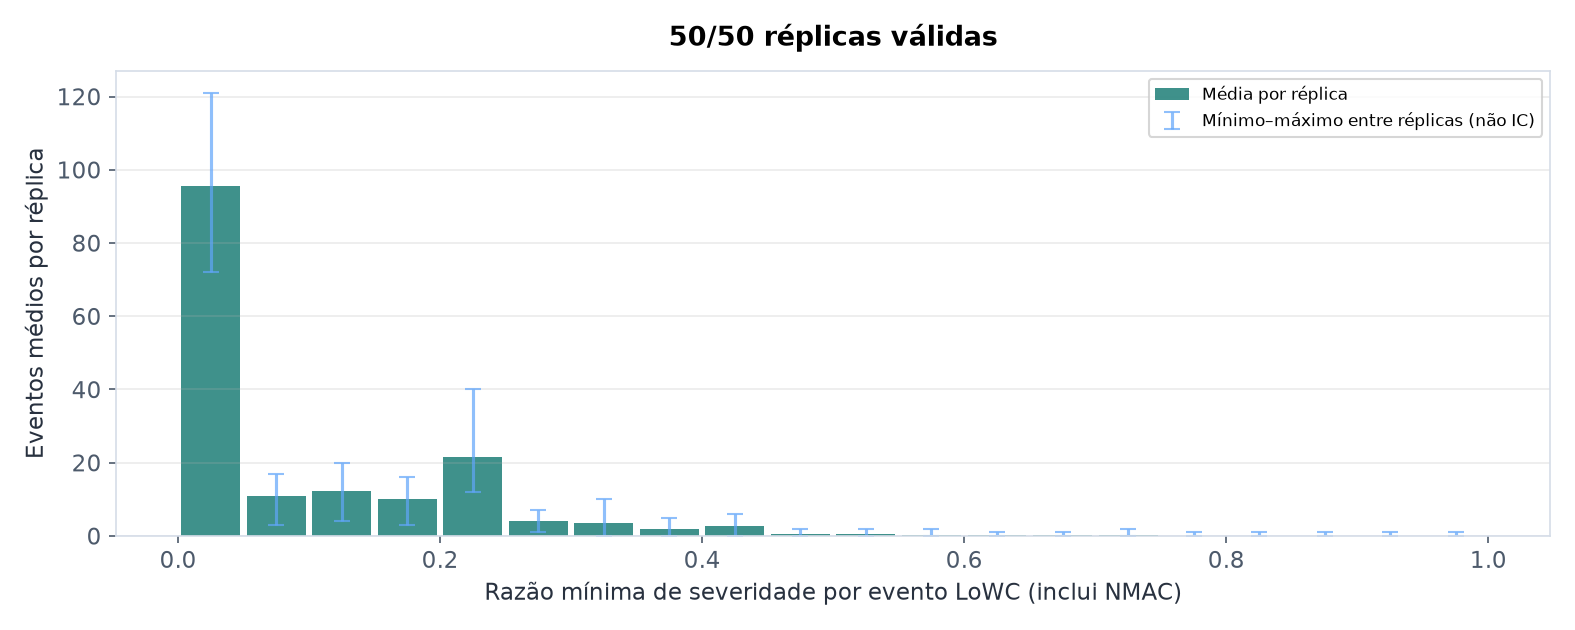 50/50 réplicas válidas
Média por réplica
Mínimo–máximo entre réplicas (não IC)
Eventos médios por réplica
120
100
80
60
40
20
0
0.0 0.2 0.4 0.6 0.8 1.0
Razão mínima de severidade por evento LoWC (inclui NMAC)